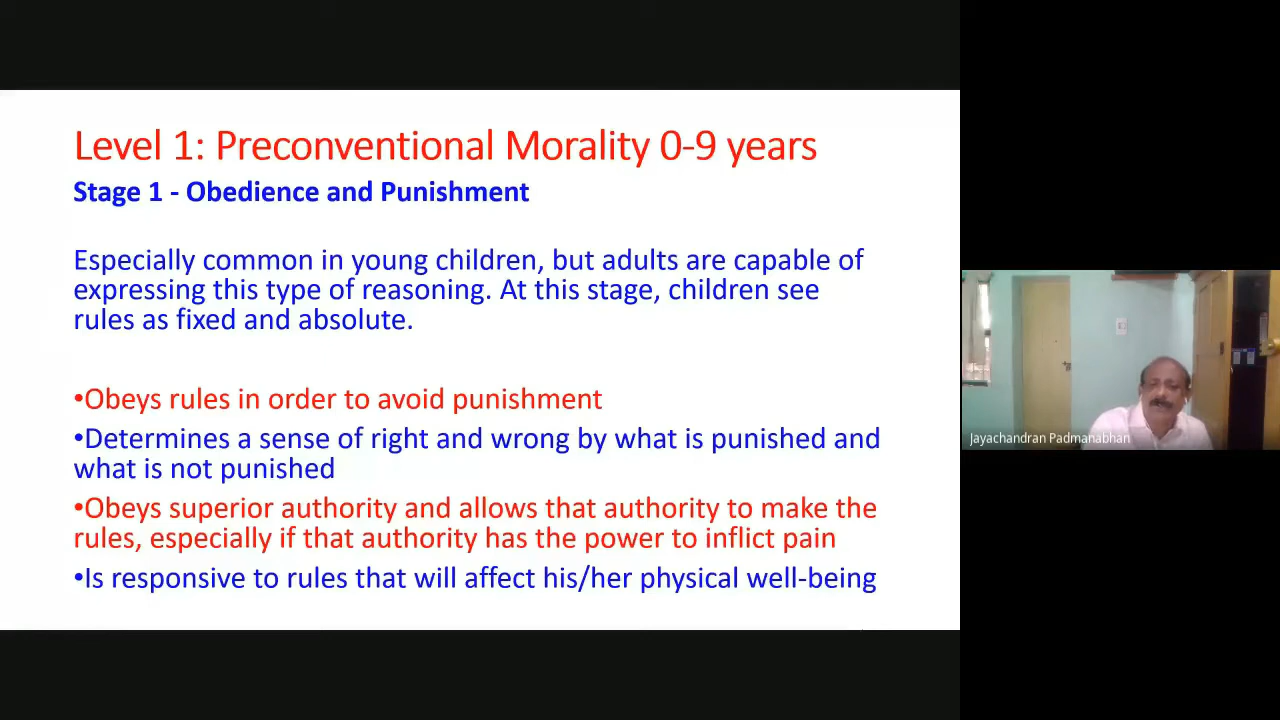 Level 1: Preconventional Morality 0-9 years
Stage 1 - Obedience and Punishment
Especially common in young children, but adults are capable of
expressing this type of reasoning. At this stage, children see
rules as fixed and absolute.
•Obeys rules in order to avoid punishment
•Determines a sense of right and wrong by what is punished and
what is not punished
•Obeys superior authority and allows that authority to make the
rules, especially if that authority has the power to inflict pain
•Is responsive to rules that will affect his/her physical well-being
Jayachandran Padmanabhan